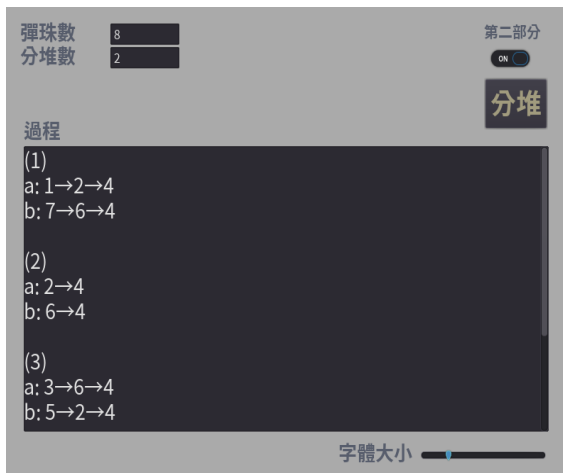 彈珠數 8
分堆數 2
第二部分
ON
分堆
過程
(1)
a: 1→2→4
b: 7→6→4
(2)
a: 2→4
b: 6→4
(3)
a: 3→6→4
b: 5→2→4
字體大小